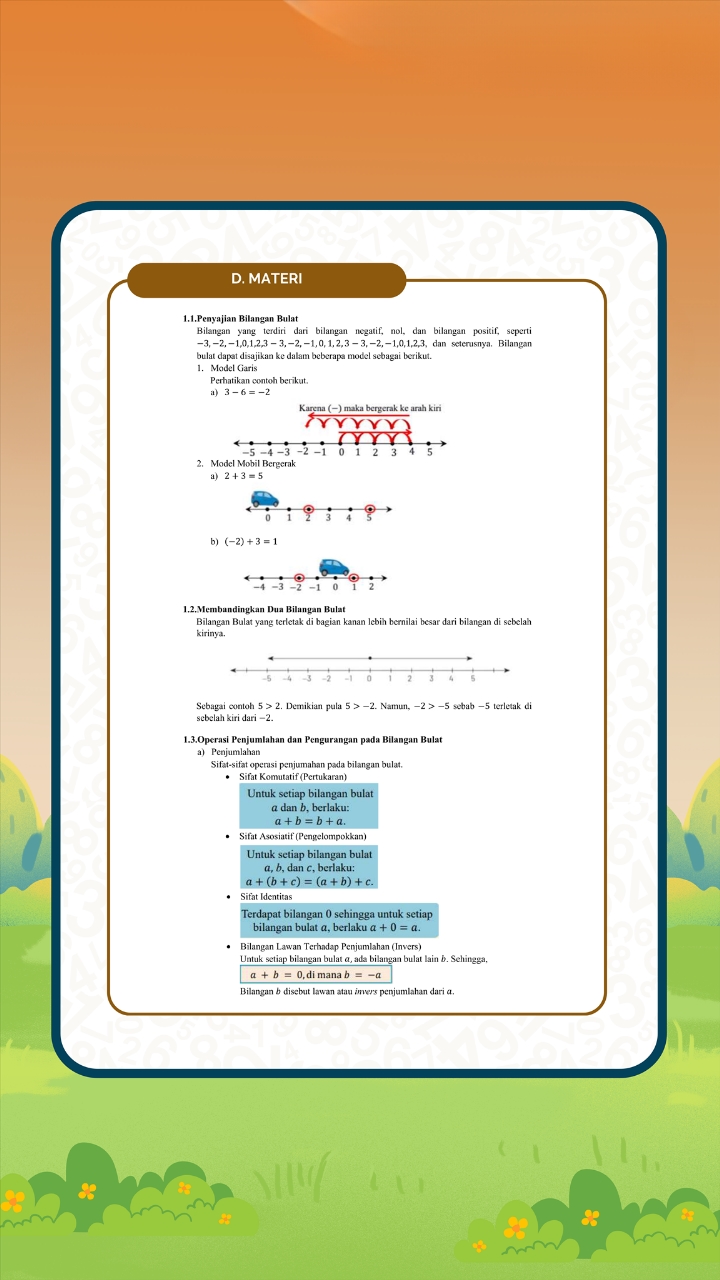 D. MATERI
1.1.Penyajian Bilangan Bulat
Bilangan yang terdiri dari bilangan negatif, nol, dan bilangan positif, seperti
−3,−2,−1,0,1,2,3 − 3,−2,−1,0,1,2,3 − 3,−2,−1,0,1,2,3, dan seterusnya. Bilangan
bulat dapat disajikan ke dalam beberapa model sebagai berikut.
1. Model Garis
Perhatikan contoh berikut.
a) 3 − 6 = −2
Karena (−) maka bergerak ke arah kiri
−5 −4 −3 −2 −1 0 1 2 3 4 5
2. Model Mobil Bergerak
a) 2 + 3 = 5
0 1 2 3 4 5
b) (−2) + 3 = 1
−4 −3 −2 −1 0 1 2
1.2.Membandingkan Dua Bilangan Bulat
Bilangan Bulat yang terletak di bagian kanan lebih bernilai besar dari bilangan di sebelah
kirinya.
−5 −4 −3 −2 −1 0 1 2 3 4 5
Sebagai contoh 5 > 2. Demikian pula 5 > −2. Namun, −2 > −5 sebab −5 terletak di
sebelah kiri dari −2.
1.3.Operasi Penjumlahan dan Pengurangan pada Bilangan Bulat
a) Penjumlahan
Sifat-sifat operasi penjumahan pada bilangan bulat.
• Sifat Komutatif (Pertukaran)
Untuk setiap bilangan bulat
a dan b, berlaku:
a + b = b + a.
• Sifat Asosiatif (Pengelompokkan)
Untuk setiap bilangan bulat
a, b, dan c, berlaku:
a + (b + c) = (a + b) + c.
• Sifat Identitas
Terdapat bilangan 0 sehingga untuk setiap
bilangan bulat a, berlaku a + 0 = a.
• Bilangan Lawan Terhadap Penjumlahan (Invers)
Untuk setiap bilangan bulat a, ada bilangan bulat lain b. Sehingga,
a + b = 0, di mana b = −a
Bilangan b disebut lawan atau invers penjumlahan dari a.